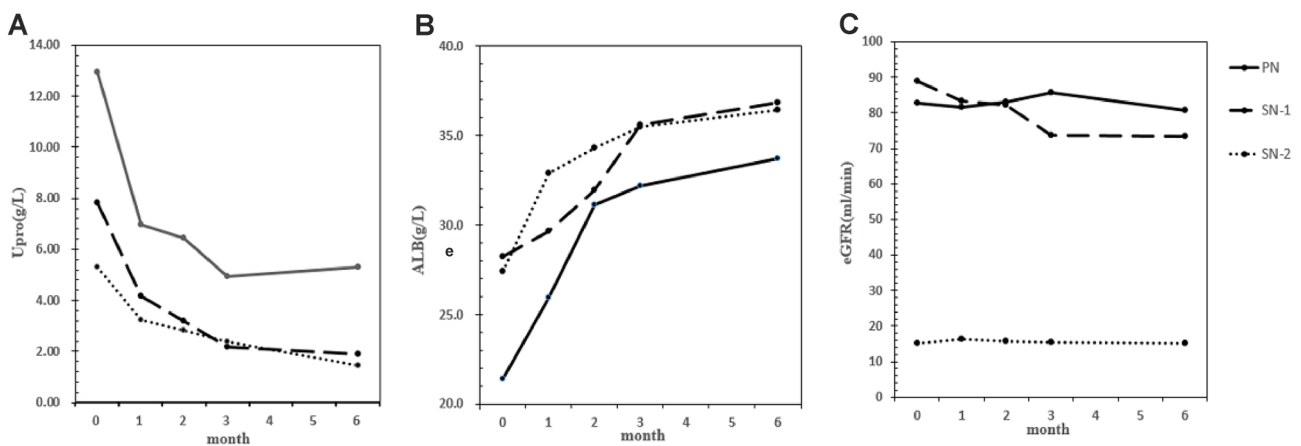 A
14.00
12.00
10.00
8.00
6.00
4.00
2.00
0.00
Upro(g/L)
0 1 2 3 4 5 6
month
B
40.0
35.0
30.0
25.0
20.0
ALB(g/L)
e
0 1 2 3 4 5 6
month
C
100
90
80
70
60
50
40
30
20
10
0
eGFR(ml/min)
0 1 2 3 4 5 6
month
PN
SN-1
SN-2